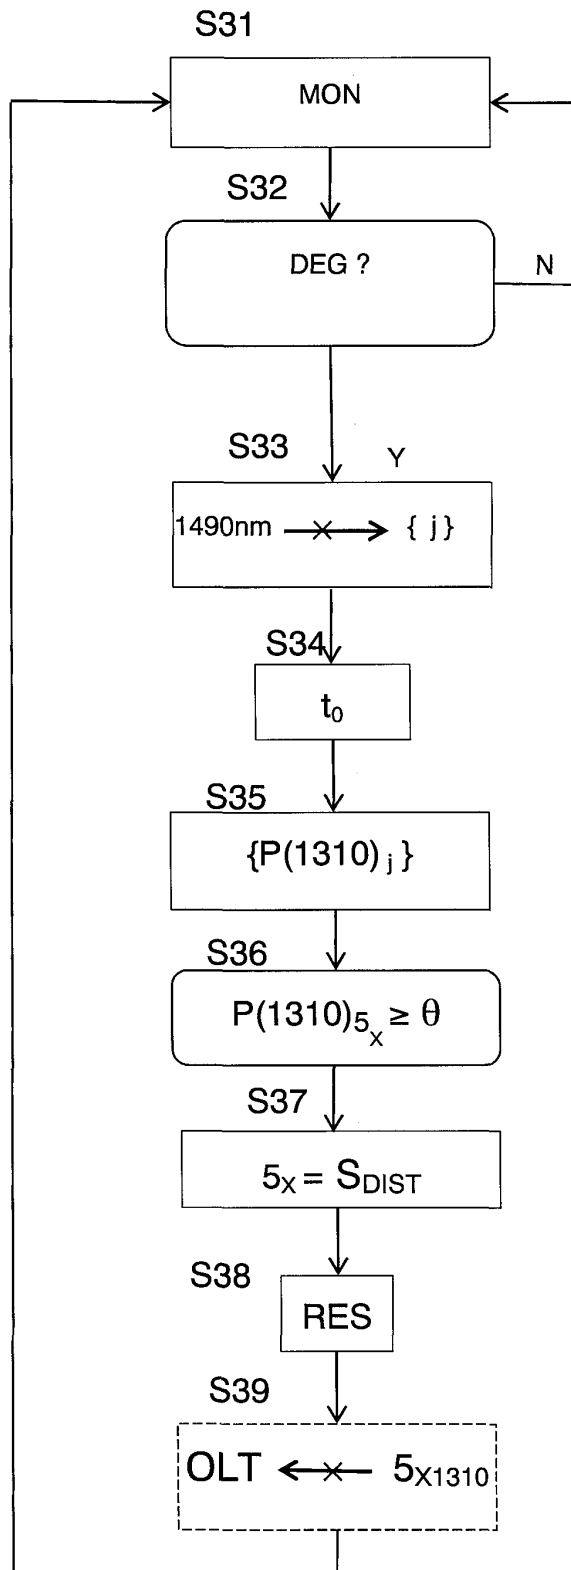 S31
MON
S32
DEG ?
N
S33
Y
1490nm { j }
S34
t₀
S35
{P(1310) j }
S36
P(1310)5X ≥ θ
S37
5X = SDIST
S38
RES
S39
OLT 5X1310